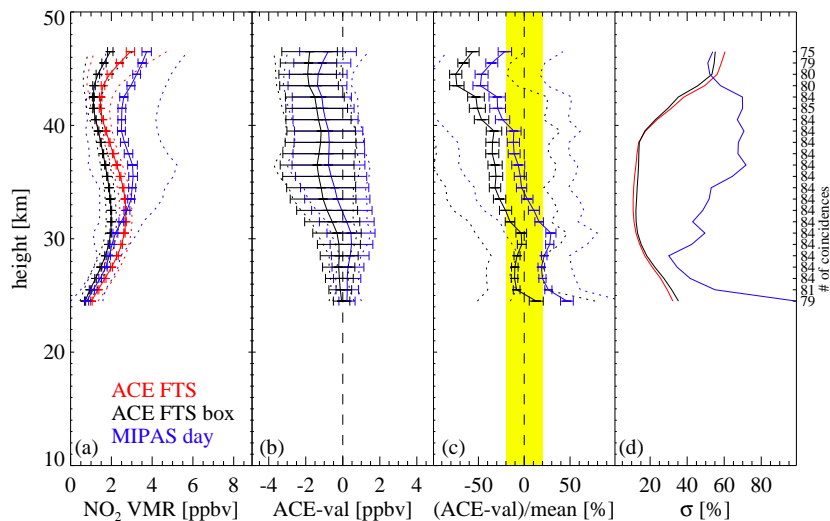 50
40
30
20
10
height [km]
ACE FTS
ACE FTS box
MIPAS day
(a)
(b)
(c)
(d)
75
79
80
80
84
85
84
84
84
84
84
84
84
84
84
84
84
84
84
84
81
79
# of coincidences
0 2 4 6 8
-4 -2 0 2 4
-50 0 50
20 40 60 80
NO2 VMR [ppbv]
ACE-val [ppbv]
(ACE-val)/mean [%]
σ [%]